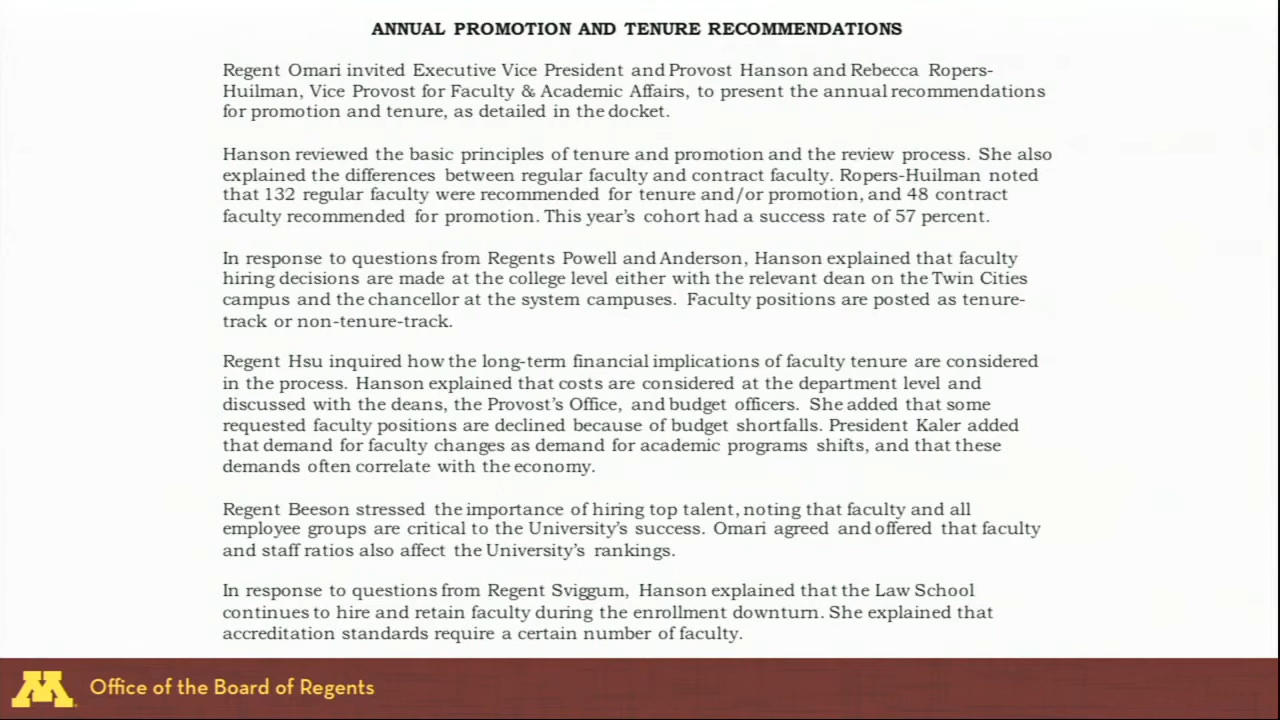 ANNUAL PROMOTION AND TENURE RECOMMENDATIONS
Regent Omari invited Executive Vice President and Provost Hanson and Rebecca Ropers-
Huilman, Vice Provost for Faculty & Academic Affairs, to present the annual recommendations
for promotion and tenure, as detailed in the docket.
Hanson reviewed the basic principles of tenure and promotion and the review process. She also
explained the differences between regular faculty and contract faculty. Ropers-Huilman noted
that 132 regular faculty were recommended for tenure and/or promotion, and 48 contract
faculty recommended for promotion. This year's cohort had a success rate of 57 percent.
In response to questions from Regents Powell and Anderson, Hanson explained that faculty
hiring decisions are made at the college level either with the relevant dean on the Twin Cities
campus and the chancellor at the system campuses. Faculty positions are posted as tenure-
track or non-tenure-track.
Regent Hsu inquired how the long-term financial implications of faculty tenure are considered
in the process. Hanson explained that costs are considered at the department level and
discussed with the deans, the Provost's Office, and budget officers. She added that some
requested faculty positions are declined because of budget shortfalls. President Kaler added
that demand for faculty changes as demand for academic programs shifts, and that these
demands often correlate with the economy.
Regent Beeson stressed the importance of hiring top talent, noting that faculty and all
employee groups are critical to the University's success. Omari agreed and offered that faculty
and staff ratios also affect the University's rankings.
In response to questions from Regent Sviggum, Hanson explained that the Law School
continues to hire and retain faculty during the enrollment downturn. She explained that
accreditation standards require a certain number of faculty.
M Office of the Board of Regents